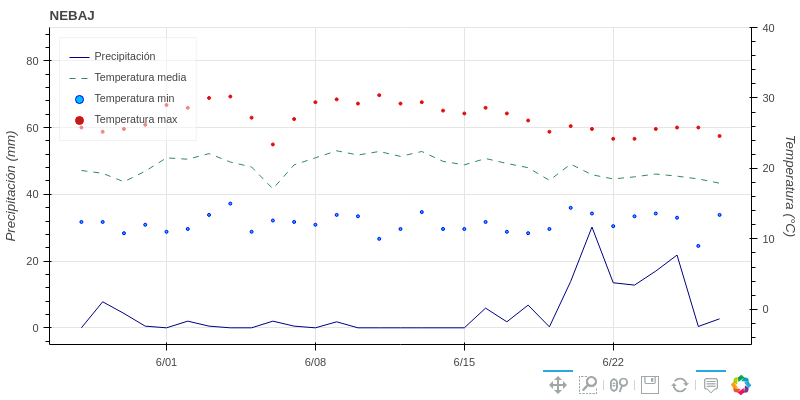 NEBAJ
Precipitación
Temperatura media
Temperatura min
Temperatura max
Precipitación (mm)
80
60
40
20
0
Temperatura (°C)
40
30
20
10
0
6/01
6/08
6/15
6/22